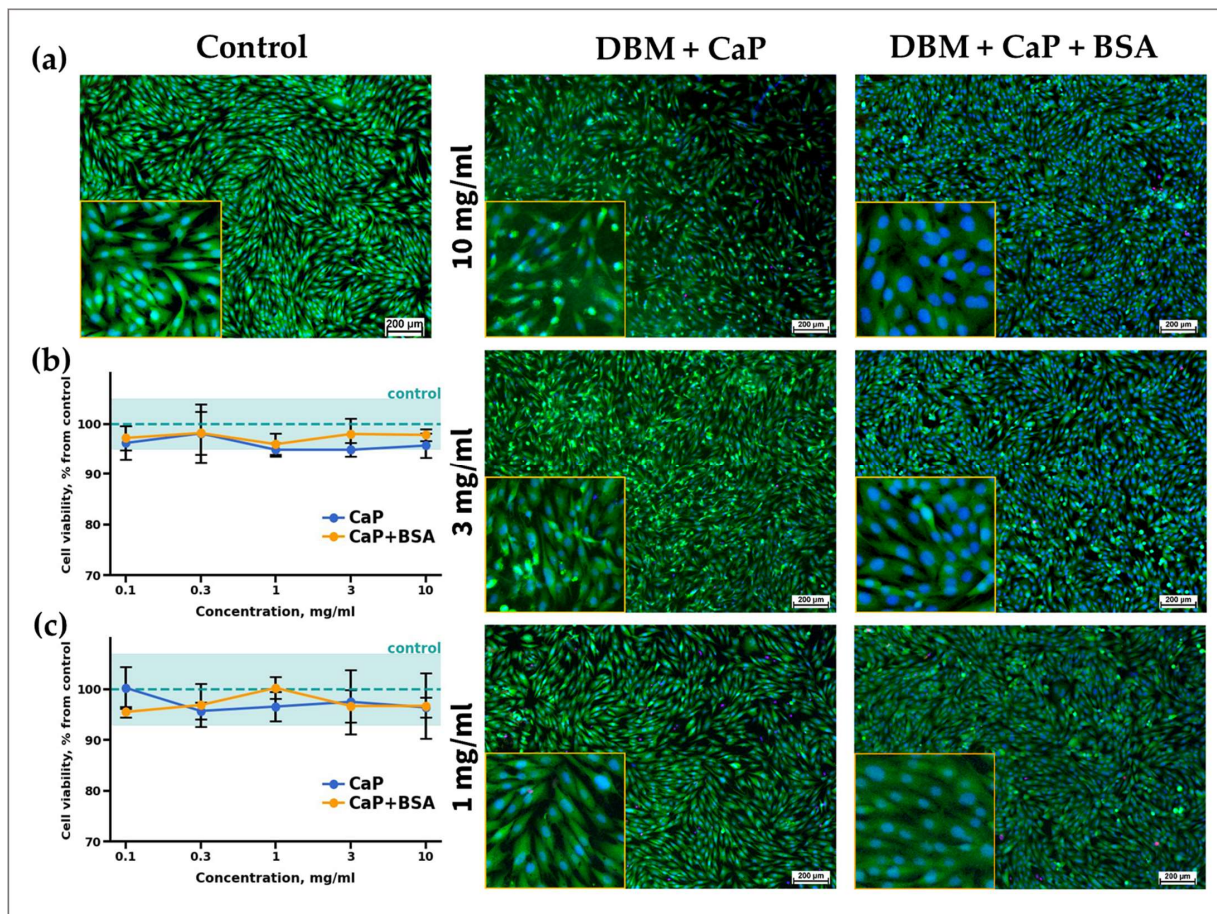 Control
DBM + CaP
DBM + CaP + BSA
(a)
200 µm
10 mg/ml
200 µm
200 µm
(b)
Cell viability, % from control
100
90
80
70
control
CaP
CaP+BSA
0.1 0.3 1 3 10
Concentration, mg/ml
3 mg/ml
200 µm
200 µm
(c)
Cell viability, % from control
100
90
80
70
control
CaP
CaP+BSA
0.1 0.3 1 3 10
Concentration, mg/ml
1 mg/ml
200 µm
200 µm